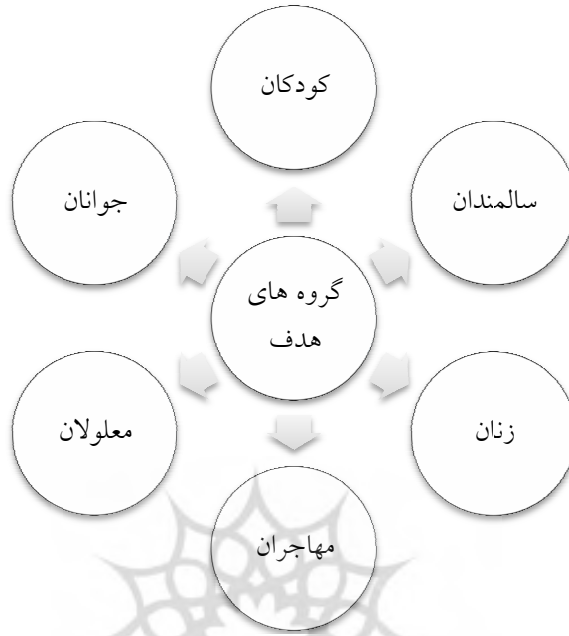 کودکان
جوانان
سالمندان
گروه های
هدف
معلولان
زنان
مهاجران